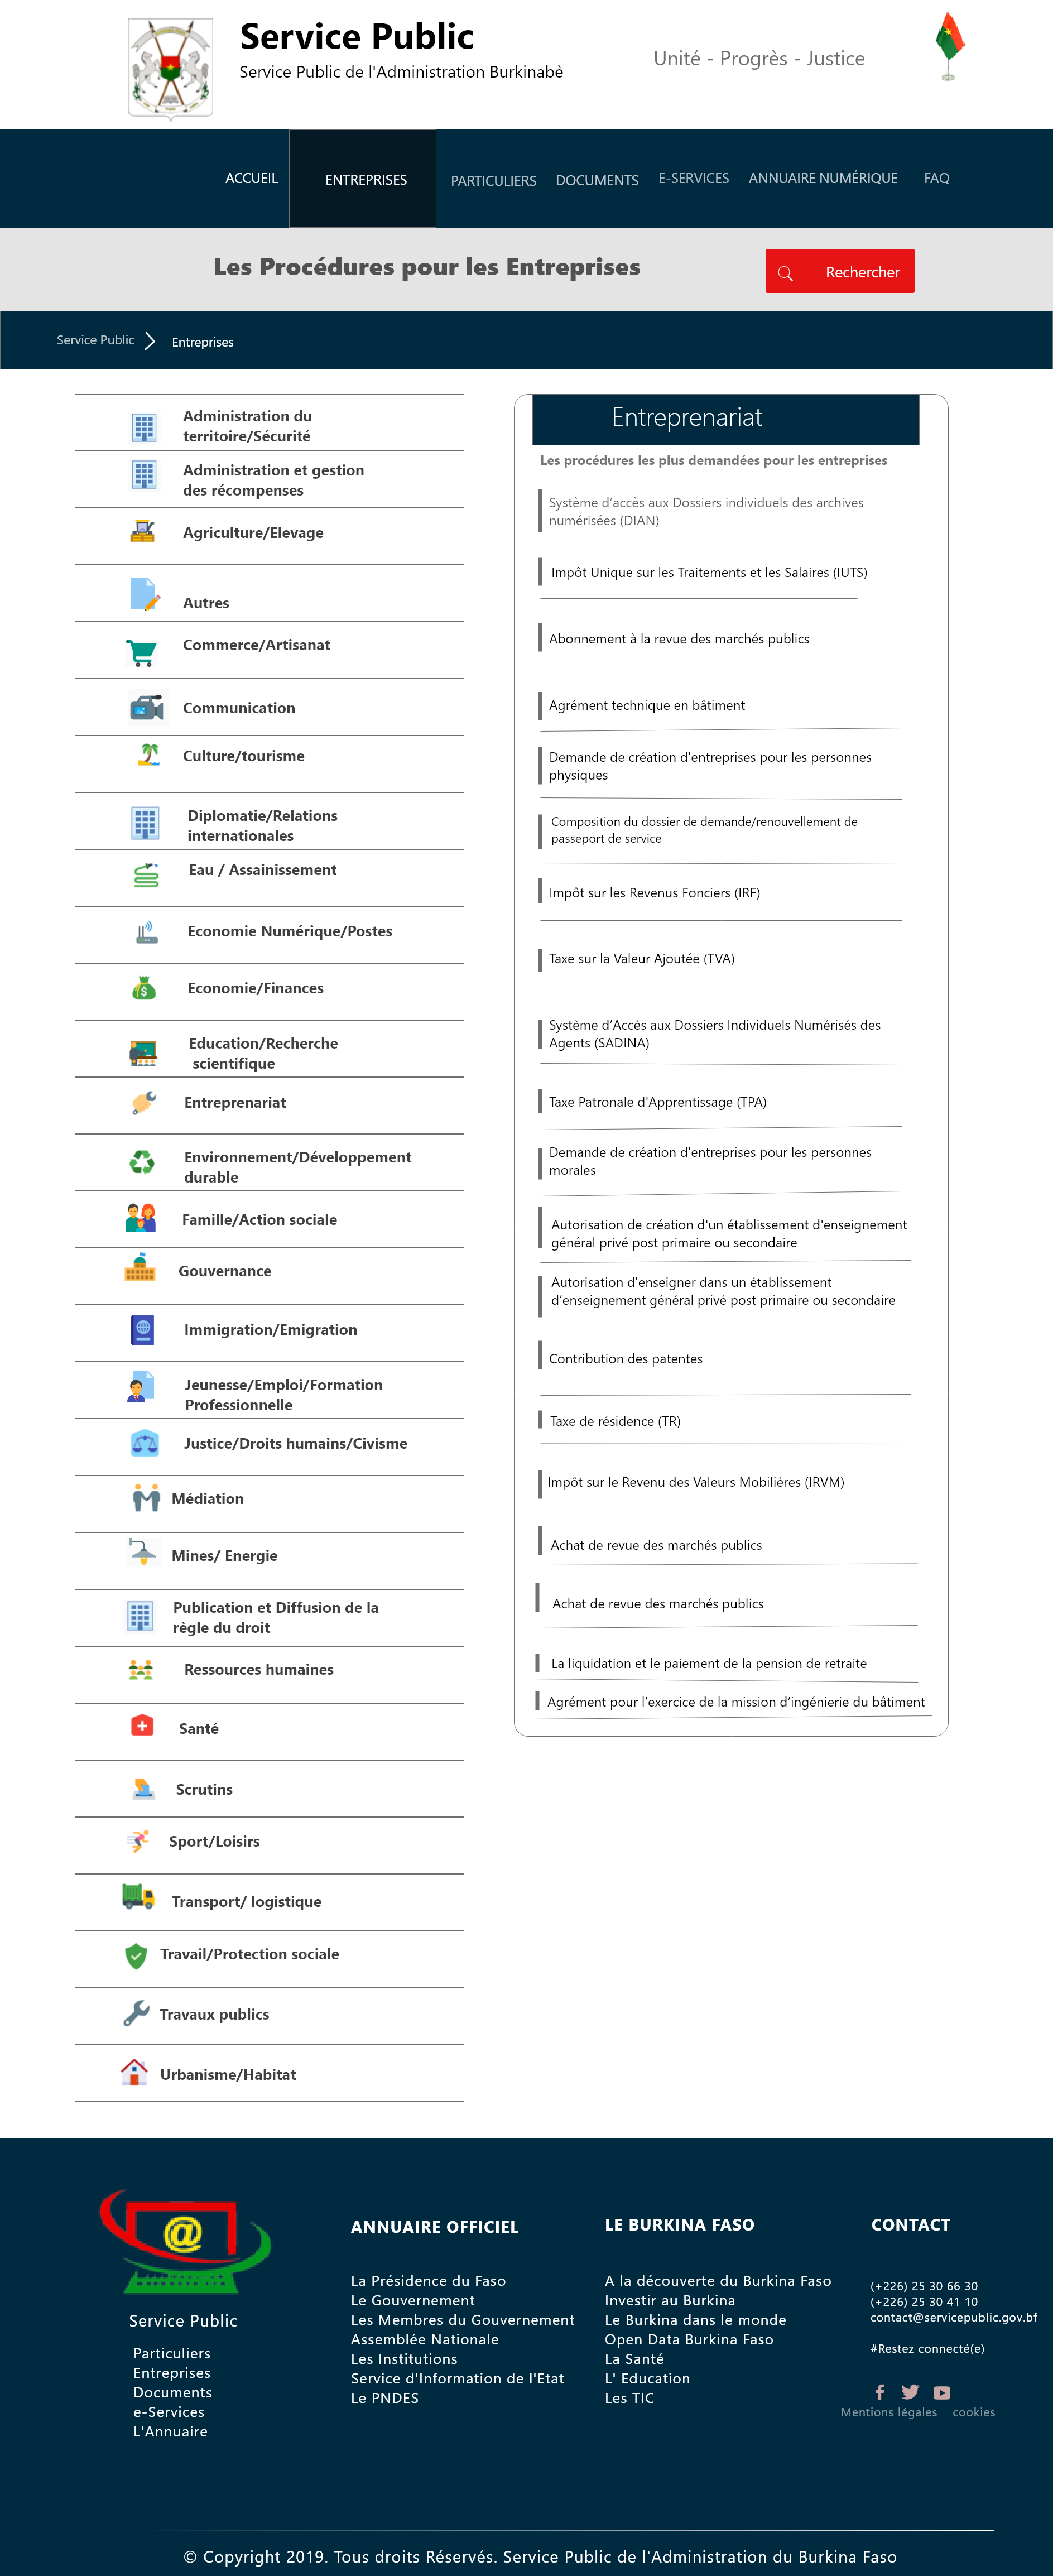 Service Public
Service Public de l'Administration Burkinabè
Unité - Progrès - Justice
ACCUEIL
ENTREPRISES
PARTICULIERS
DOCUMENTS
E-SERVICES
ANNUAIRE NUMÉRIQUE
FAQ
Les Procédures pour les Entreprises
Rechercher
Service Public
Entreprises
Administration du
territoire/Sécurité
Administration et gestion
des récompenses
Agriculture/Elevage
Autres
Commerce/Artisanat
Communication
Culture/tourisme
Diplomatie/Relations
internationales
Eau / Assainissement
Economie Numérique/Postes
Economie/Finances
Education/Recherche
scientifique
Entreprenariat
Environnement/Développement
durable
Famille/Action sociale
Gouvernance
Immigration/Emigration
Jeunesse/Emploi/Formation
Professionnelle
Justice/Droits humains/Civisme
Médiation
Mines/ Energie
Publication et Diffusion de la
règle du droit
Ressources humaines
Santé
Scrutins
Sport/Loisirs
Transport/ logistique
Travail/Protection sociale
Travaux publics
Urbanisme/Habitat
Entreprenariat
Les procédures les plus demandées pour les entreprises
Système d'accès aux Dossiers individuels des archives
numérisées (DIAN)
Impôt Unique sur les Traitements et les Salaires (IUTS)
Abonnement à la revue des marchés publics
Agrément technique en bâtiment
Demande de création d'entreprises pour les personnes
physiques
Composition du dossier de demande/renouvellement de
passeport de service
Impôt sur les Revenus Fonciers (IRF)
Taxe sur la Valeur Ajoutée (TVA)
Système d'Accès aux Dossiers Individuels Numérisés des
Agents (SADINA)
Taxe Patronale d'Apprentissage (TPA)
Demande de création d'entreprises pour les personnes
morales
Autorisation de création d'un établissement d'enseignement
général privé post primaire ou secondaire
Autorisation d'enseigner dans un établissement
d'enseignement général privé post primaire ou secondaire
Contribution des patentes
Taxe de résidence (TR)
Impôt sur le Revenu des Valeurs Mobilières (IRVM)
Achat de revue des marchés publics
Achat de revue des marchés publics
La liquidation et le paiement de la pension de retraite
Agrément pour l'exercice de la mission d'ingénierie du bâtiment
@
Service Public
Particuliers
Entreprises
Documents
e-Services
L'Annuaire
ANNUAIRE OFFICIEL
La Présidence du Faso
Le Gouvernement
Les Membres du Gouvernement
Assemblée Nationale
Les Institutions
Service d'Information de l'Etat
Le PNDES
LE BURKINA FASO
A la découverte du Burkina Faso
Investir au Burkina
Le Burkina dans le monde
Open Data Burkina Faso
La Santé
L' Education
Les TIC
CONTACT
(+226) 25 30 66 30
(+226) 25 30 41 10
contact@servicepublic.gov.bf
#Restez connecté(e)
Mentions légales cookies
© Copyright 2019. Tous droits Réservés. Service Public de l'Administration du Burkina Faso